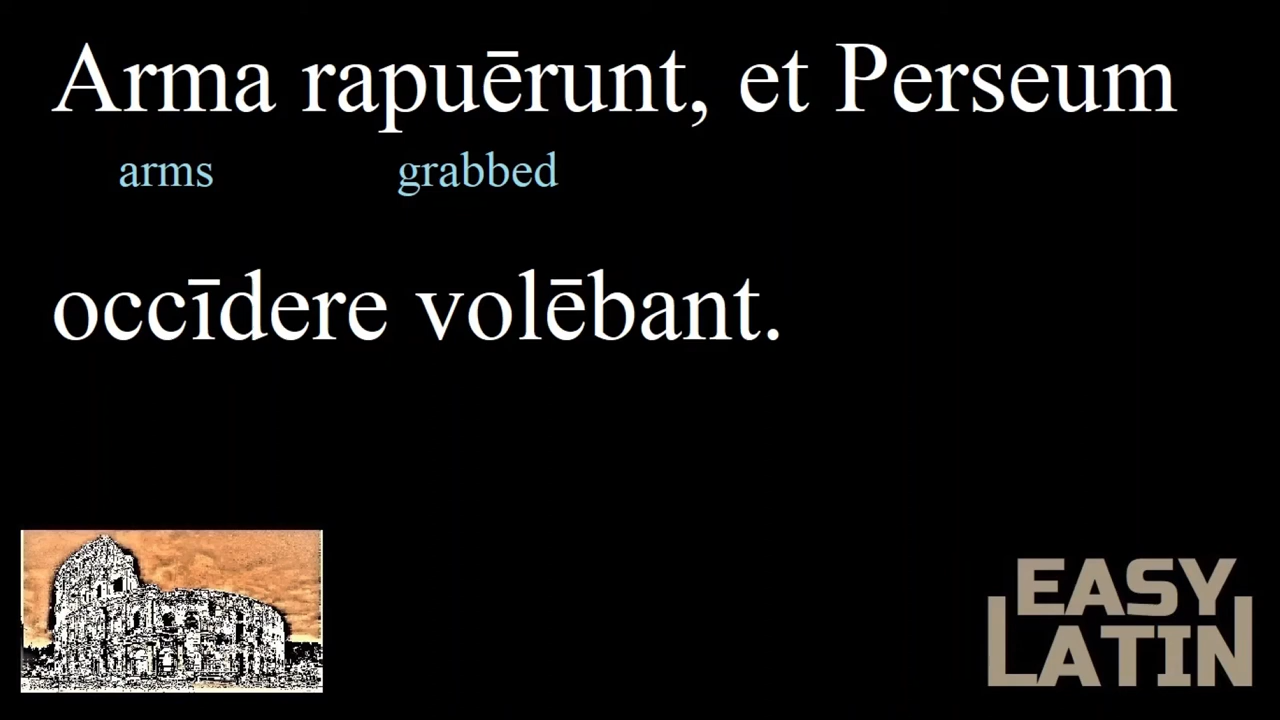 Arma rapuērunt, et Perseum
arms grabbed
occīdere volēbant.
EASY
LATIN